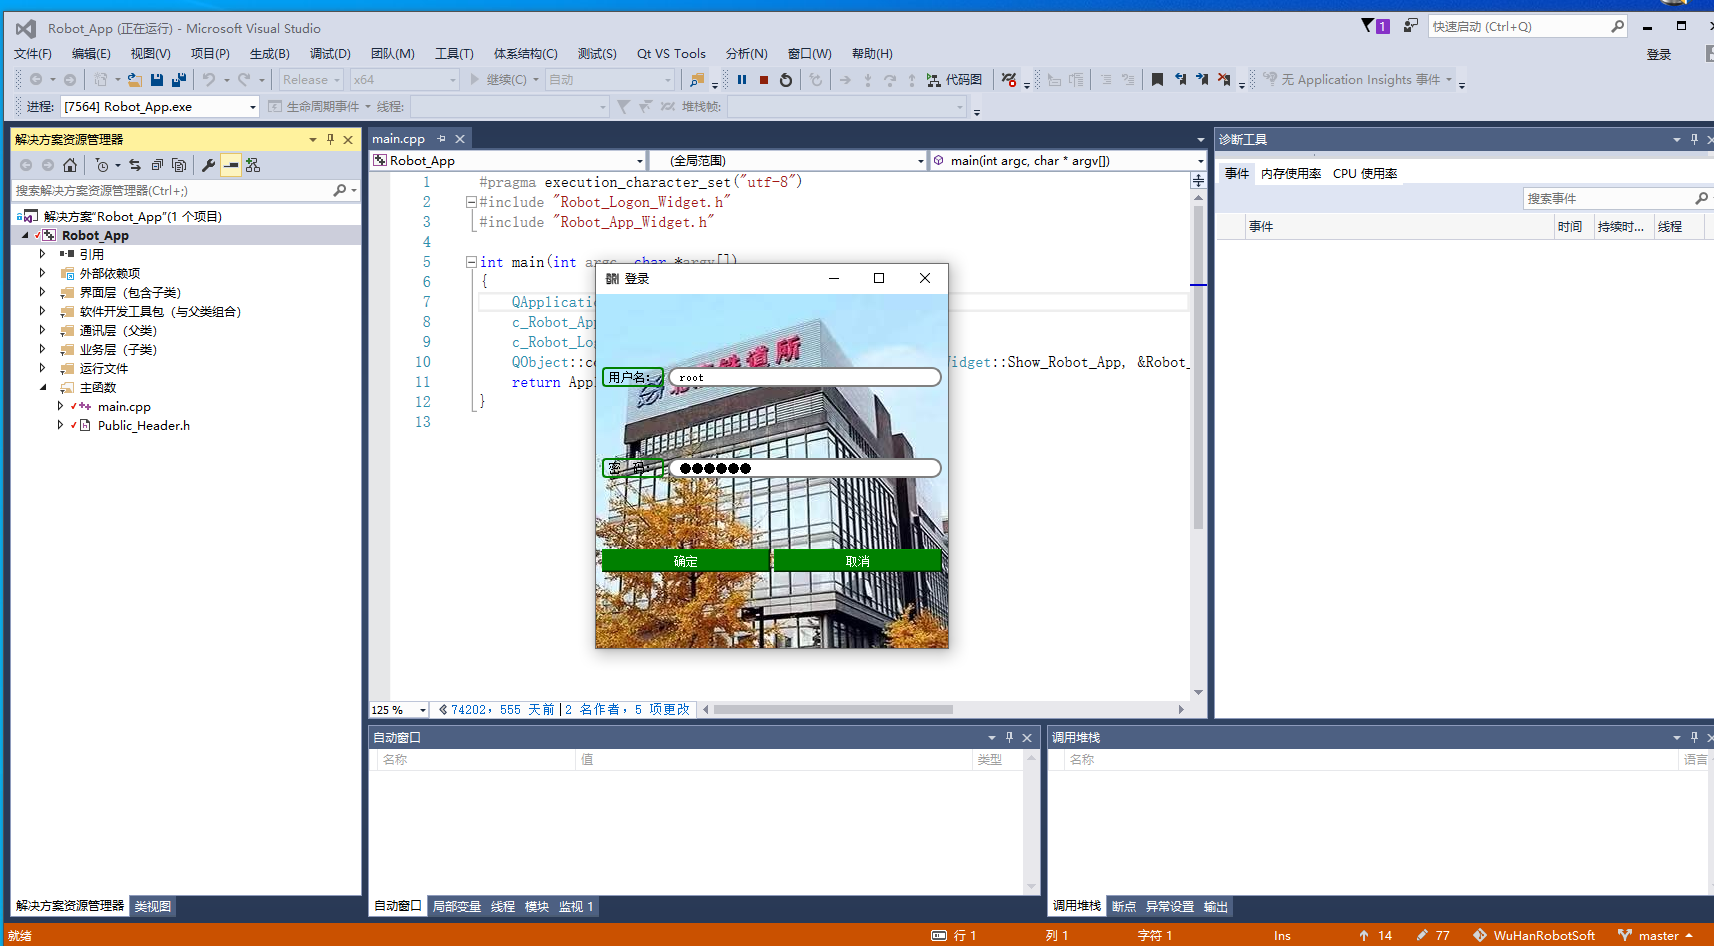 Robot_App (正在运行) - Microsoft Visual Studio
1
快速启动 (Ctrl+Q)
文件(F) 编辑(E) 视图(V) 项目(P) 生成(B) 调试(D) 团队(M) 工具(T) 体系结构(C) 测试(S) Qt VS Tools 分析(N) 窗口(W) 帮助(H)
登录
Release x64 继续(C) 自动 代码图 无 Application Insights 事件
进程: [7564] Robot_App.exe 生命周期事件 线程: 堆栈帧:
解决方案资源管理器
搜索解决方案资源管理器(Ctrl+;)
解决方案"Robot_App"(1 个项目)
Robot_App
引用
外部依赖项
界面层（包含子类）
软件开发工具包（与父类组合）
通讯层（父类）
业务层（子类）
运行文件
主函数
main.cpp
Public_Header.h
解决方案资源管理器 类视图
main.cpp
Robot_App (全局范围) main(int argc, char * argv[])
1 #pragma execution_character_set("utf-8")
2 #include "Robot_Logon_Widget.h"
3 #include "Robot_App_Widget.h"
4
5 int main(int argc, char *argv[])
6 {
7 QApplicatio
8 c_Robot_App
9 c_Robot_Lo
10 QObject::co idget::Show_Robot_App, &Robot_
11 return App
12 }
13
登录
铁道所
用户名: root
密 码: ●●●●●●
确定 取消
125 % 74202, 555 天前 | 2 名作者, 5 项更改
诊断工具
事件 内存使用率 CPU 使用率
搜索事件
事件 时间 持续时... 线程
自动窗口
名称 值 类型
自动窗口 局部变量 线程 模块 监视 1
调用堆栈
名称 语言
调用堆栈 断点 异常设置 输出
就绪 行 1 列 1 字符 1 Ins 14 77 WuHanRobotSoft master